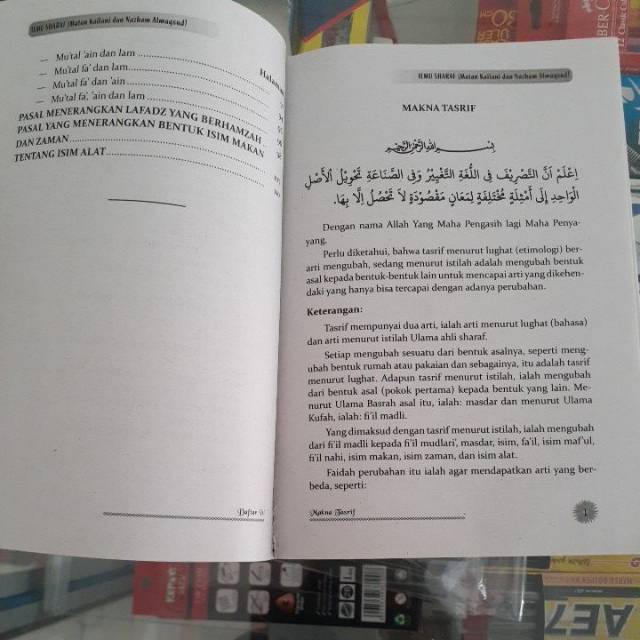 ILMU SHARAF (Matan Kailani dan Nazham Almaqsud)
— Mu'tal 'ain dan lam
— Mu'tal fa' dan lam
— Mu'tal fa' dan 'ain
— Mu'tal fa', 'ain dan lam
PASAL MENERANGKAN LAFADZ YANG BERHAMZAH
PASAL YANG MENERANGKAN BENTUK ISIM MAKAN
DAN ZAMAN
TENTANG ISIM ALAT
Daftar
ILMU SHARAF (Matan Kailani dan Nazham Almaqsud)
MAKNA TASRIF
بسم الله الرحمن الرحيم
اِعْلَمْ اَنَّ التَّصْرِيْفَ فِى اللُّغَةِ التَّغْيِيْرُ وَفِى الصِّنَاعَةِ تَحْوِيْلُ اْلأَصْلِ
الْوَاحِدِ إِلَى أَمْثِلَةٍ مُخْتَلِفَةٍ لِمَعَانٍ مَقْصُوْدَةٍ لاَ تَحْصُلُ إِلَّا بِهَا.
Dengan nama Allah Yang Maha Pengasih lagi Maha Penya-
yang.
Perlu diketahui, bahwa tasrif menurut lughat (etimologi) ber-
arti mengubah, sedang menurut istilah adalah mengubah bentuk
asal kepada bentuk-bentuk lain untuk mencapai arti yang dikehen-
daki yang hanya bisa tercapai dengan adanya perubahan.
Keterangan:
Tasrif mempunyai dua arti, ialah arti menurut lughat (bahasa)
dan arti menurut istilah Ulama ahli sharaf.
Setiap mengubah sesuatu dari bentuk asalnya, seperti meng-
ubah bentuk rumah atau pakaian dan sebagainya, itu adalah tasrif
menurut lughat. Adapun tasrif menurut istilah, ialah mengubah
dari bentuk asal (pokok pertama) kepada bentuk yang lain. Me-
nurut Ulama Basrah asal itu, ialah: masdar dan menurut Ulama
Kufah, ialah: fi'il madli.
Yang dimaksud dengan tasrif menurut istilah, ialah mengubah
dari fi'il madli kepada fi'il mudlari', masdar, isim, fa'il, isim maf'ul,
fi'il nahi, isim makan, isim zaman, dan isim alat.
Faidah perubahan itu ialah agar mendapatkan arti yang ber-
beda, seperti:
Makna Tasrif
1
AE7